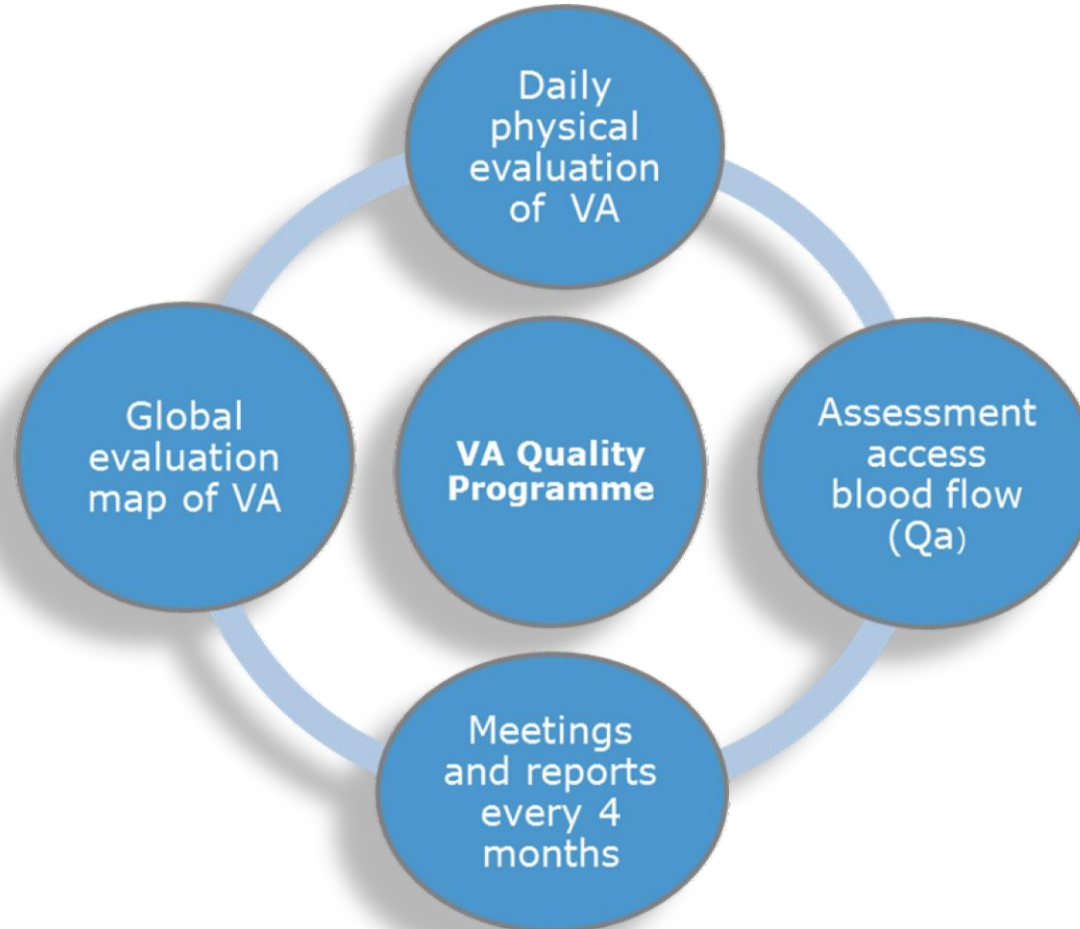 Daily
physical
evaluation
of VA
Global
evaluation
map of VA
VA Quality
Programme
Assessment
access
blood flow
(Qa)
Meetings
and reports
every 4
months